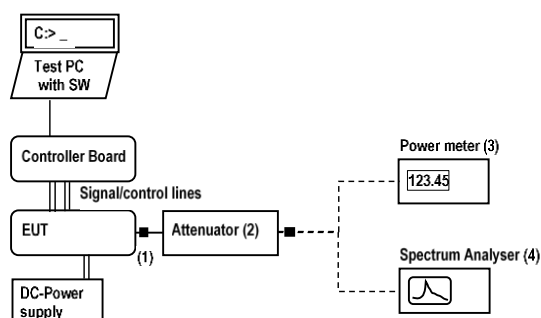 C:> _
Test PC
with SW
Controller Board
Signal/control lines
EUT
(1)
Attenuator (2)
DC-Power
supply
Power meter (3)
123.45
Spectrum Analyser (4)